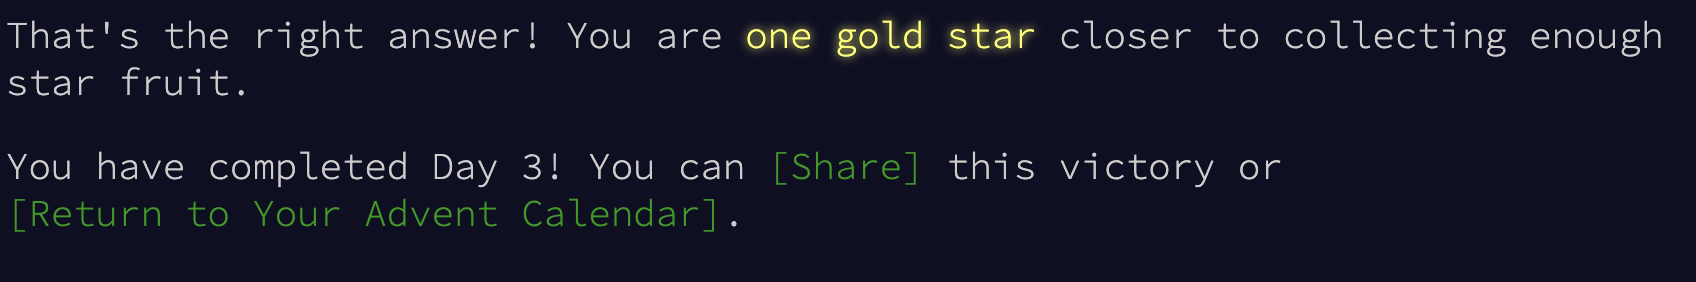 That's the right answer! You are one gold star closer to collecting enough
star fruit.
You have completed Day 3! You can [Share] this victory or
[Return to Your Advent Calendar].